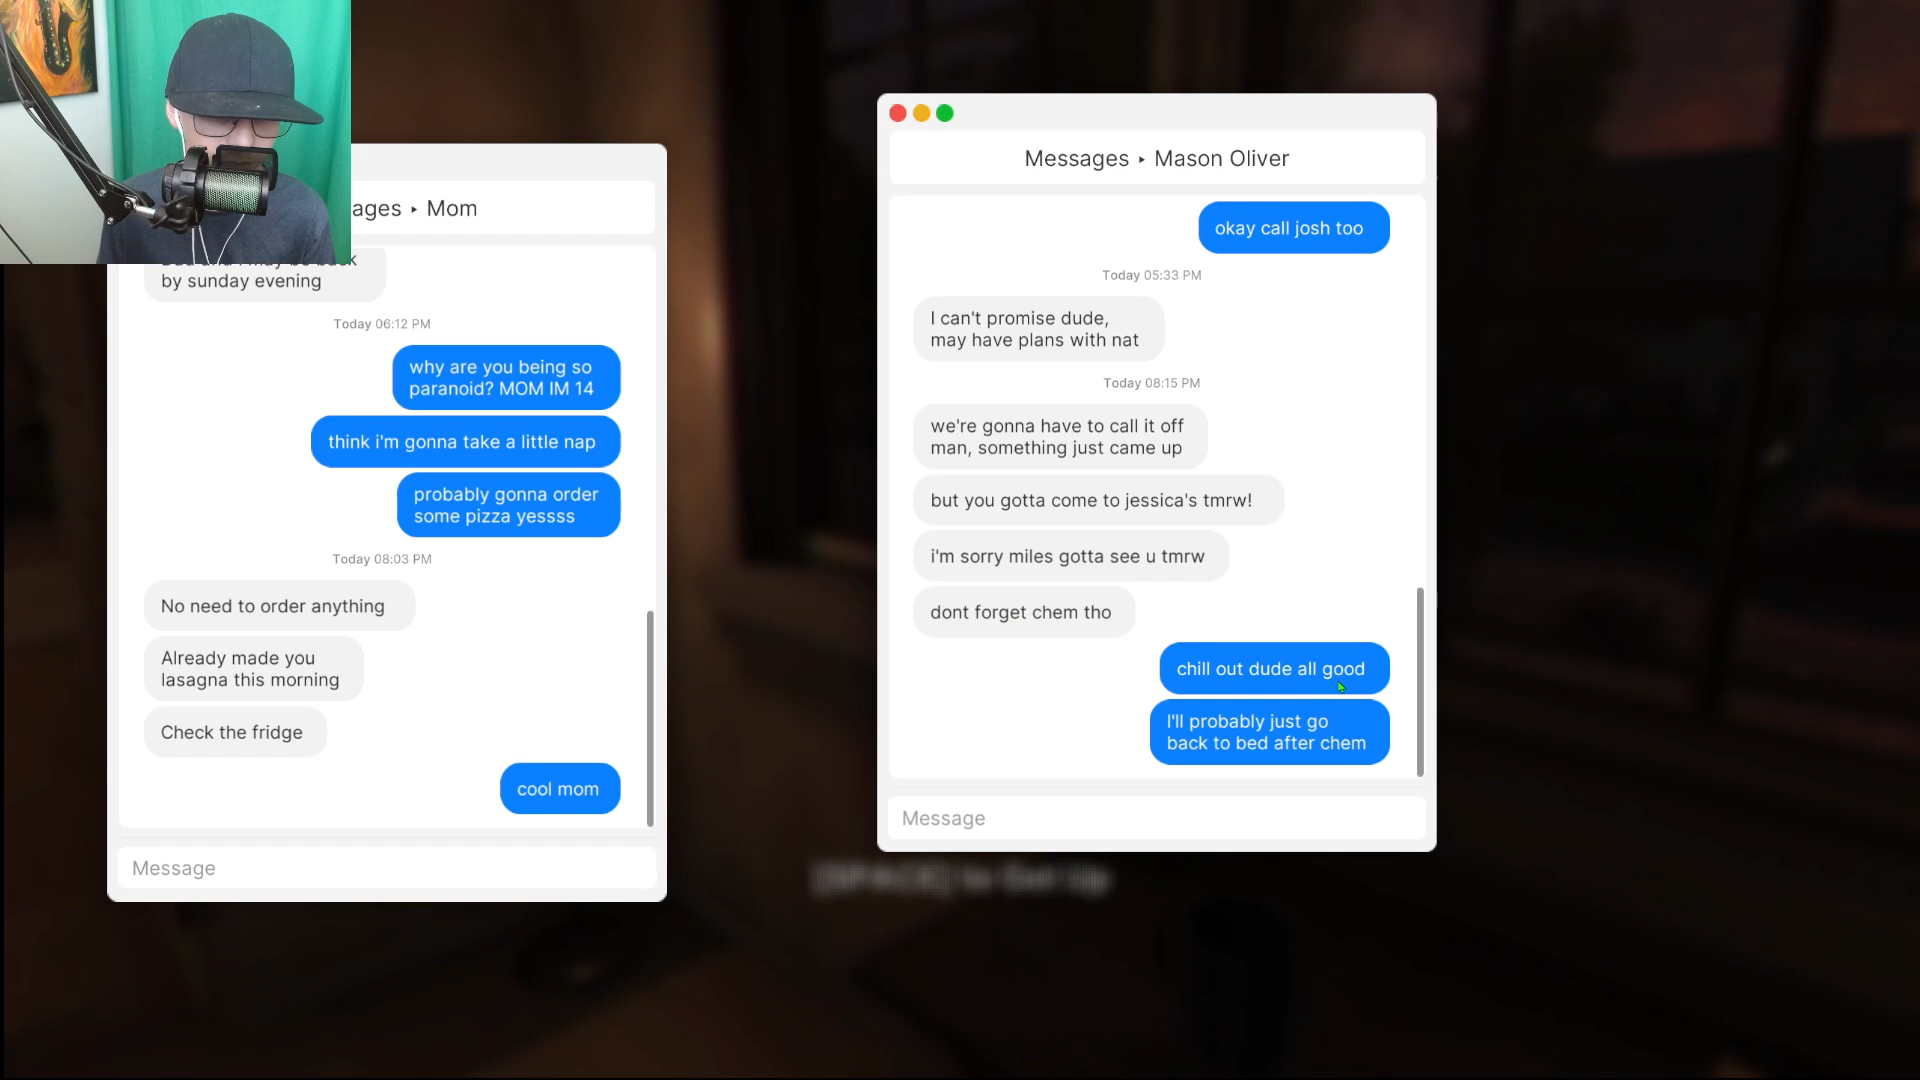 ages ▸ Mom
by sunday evening
Today 06:12 PM
why are you being so
paranoid? MOM IM 14
think i'm gonna take a little nap
probably gonna order
some pizza yessss
Today 08:03 PM
No need to order anything
Already made you
lasagna this morning
Check the fridge
cool mom
Message
Messages ▸ Mason Oliver
okay call josh too
Today 05:33 PM
I can't promise dude,
may have plans with nat
Today 08:15 PM
we're gonna have to call it off
man, something just came up
but you gotta come to jessica's tmrw!
i'm sorry miles gotta see u tmrw
dont forget chem tho
chill out dude all good
I'll probably just go
back to bed after chem
Message
[SPACE] to Get Up